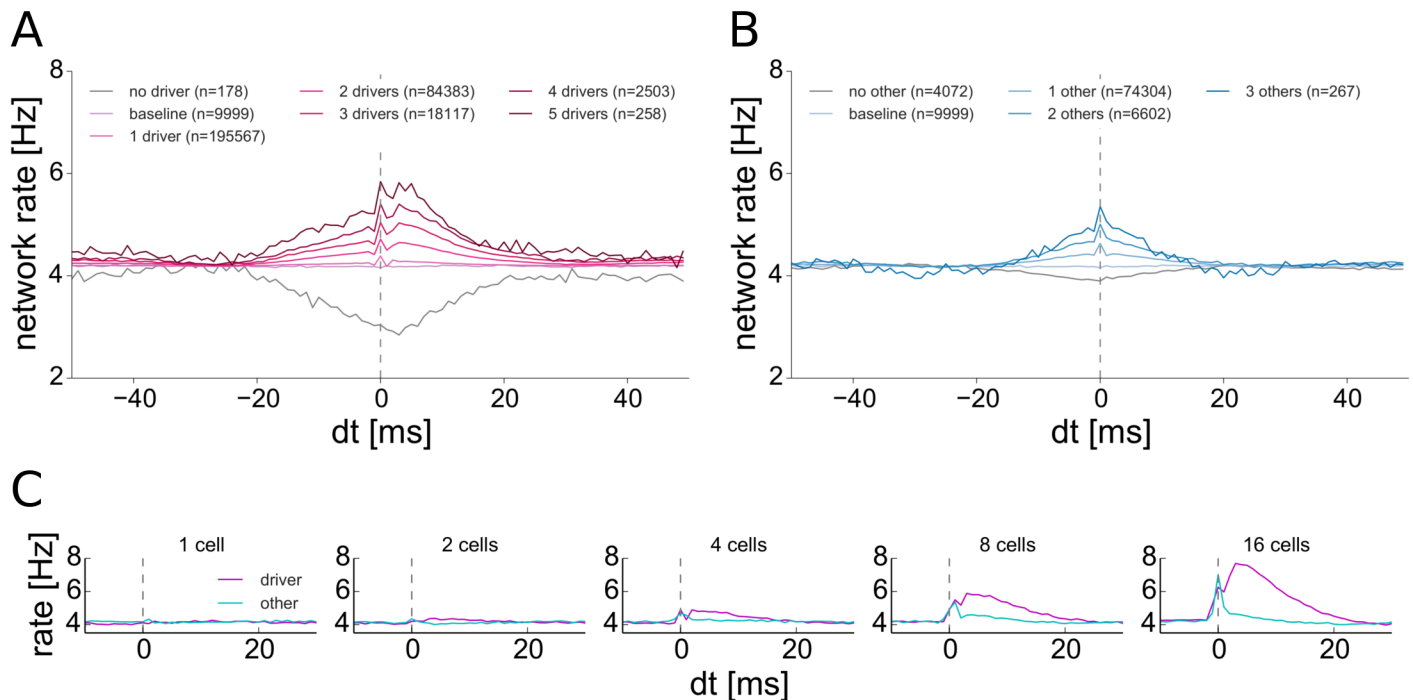 A
B
network rate [Hz]
8
6
4
2
no driver (n=178)
baseline (n=9999)
1 driver (n=195567)
2 drivers (n=84383)
3 drivers (n=18117)
4 drivers (n=2503)
5 drivers (n=258)
−40 −20 0 20 40
dt [ms]
network rate [Hz]
8
6
4
2
no other (n=4072)
baseline (n=9999)
1 other (n=74304)
2 others (n=6602)
3 others (n=267)
−40 −20 0 20 40
dt [ms]
C
rate [Hz]
8
6
4
1 cell
driver
other
0 20
8
6
4
2 cells
0 20
8
6
4
4 cells
0 20
8
6
4
8 cells
0 20
8
6
4
16 cells
0 20
dt [ms]